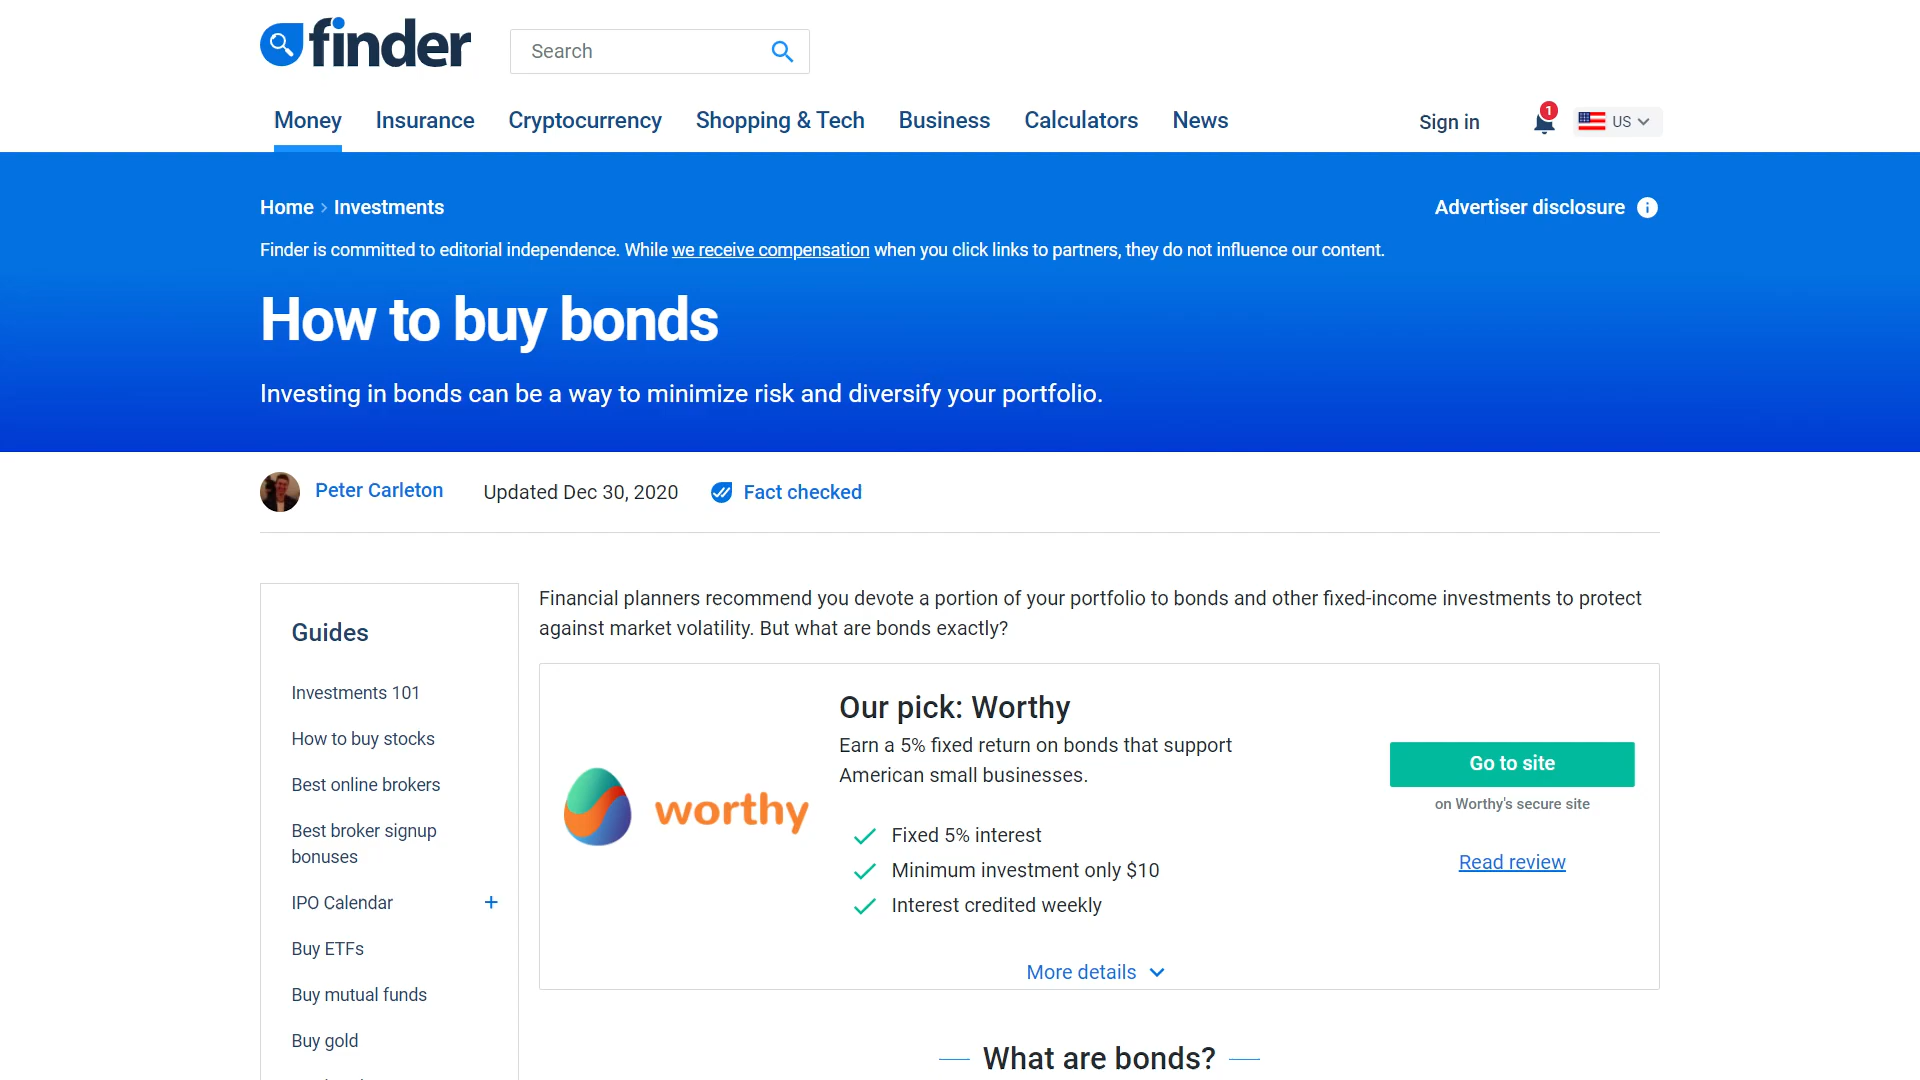 finder
Search
Money
Insurance
Cryptocurrency
Shopping & Tech
Business
Calculators
News
Sign in
1
US
Home
Investments
Advertiser disclosure
Finder is committed to editorial independence. While we receive compensation when you click links to partners, they do not influence our content.
How to buy bonds
Investing in bonds can be a way to minimize risk and diversify your portfolio.
Peter Carleton
Updated Dec 30, 2020
Fact checked
Guides
Investments 101
How to buy stocks
Best online brokers
Best broker signup
bonuses
IPO Calendar
Buy ETFs
Buy mutual funds
Buy gold
Financial planners recommend you devote a portion of your portfolio to bonds and other fixed-income investments to protect
against market volatility. But what are bonds exactly?
worthy
Our pick: Worthy
Earn a 5% fixed return on bonds that support
American small businesses.
Fixed 5% interest
Minimum investment only $10
Interest credited weekly
Go to site
on Worthy's secure site
Read review
More details
What are bonds?